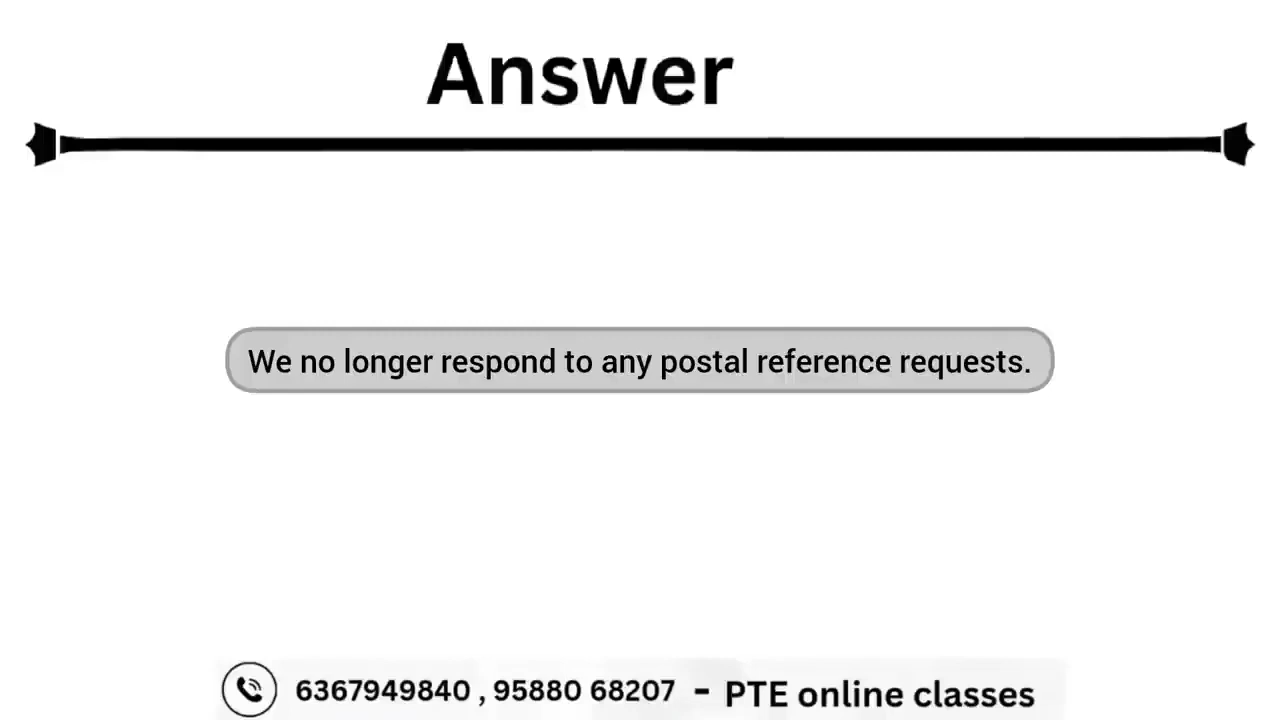 Answer
We no longer respond to any postal reference requests.
6367949840 , 95880 68207 - PTE online classes